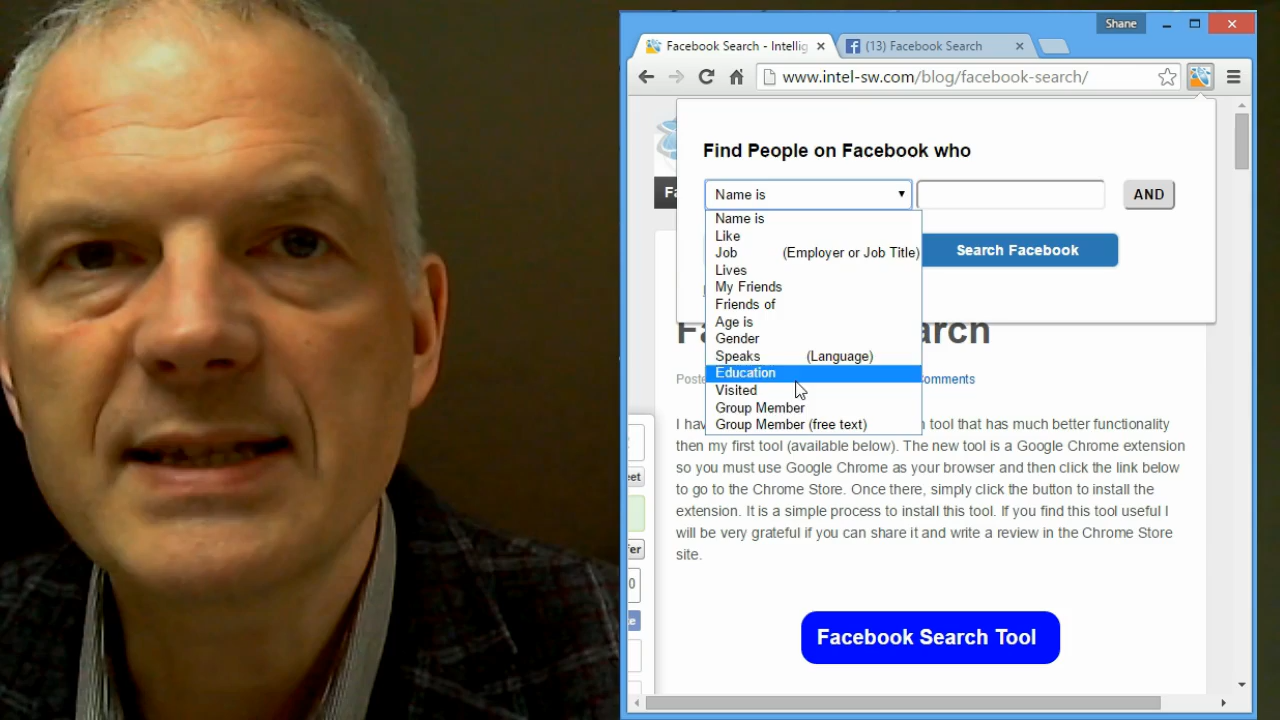 Shane
Facebook Search - Intellig
(13) Facebook Search
www.intel-sw.com/blog/facebook-search/
Find People on Facebook who
Name is
AND
Name is
Like
Job (Employer or Job Title)
Search Facebook
Lives
My Friends
Friends of
Age is
Gender
Speaks (Language)
Education
Visited
Group Member
Group Member (free text)
Fa
Fa arch
Poste omments
I hav n tool that has much better functionality
then my first tool (available below). The new tool is a Google Chrome extension
so you must use Google Chrome as your browser and then click the link below
to go to the Chrome Store. Once there, simply click the button to install the
extension. It is a simple process to install this tool. If you find this tool useful I
will be very grateful if you can share it and write a review in the Chrome Store
site.
eet
fer
0
Facebook Search Tool